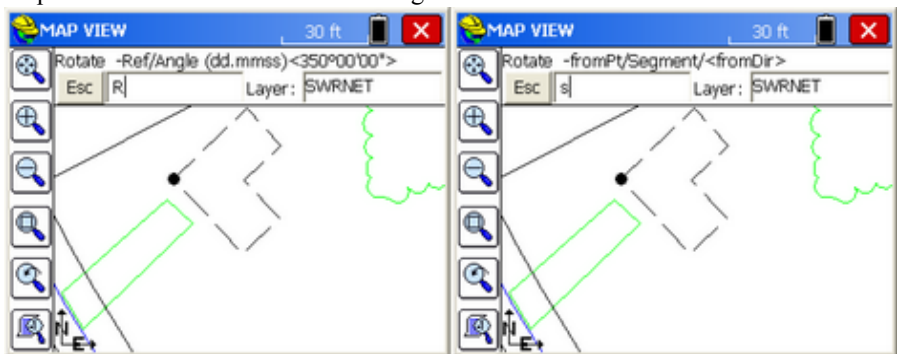 MAP VIEW 30 ft
Rotate -Ref/Angle (dd.mmss)<350°00'00">
Esc R Layer: SWRNET
N
E
MAP VIEW 30 ft
Rotate -fromPt/Segment/<fromDir>
Esc s Layer: SWRNET
N
E